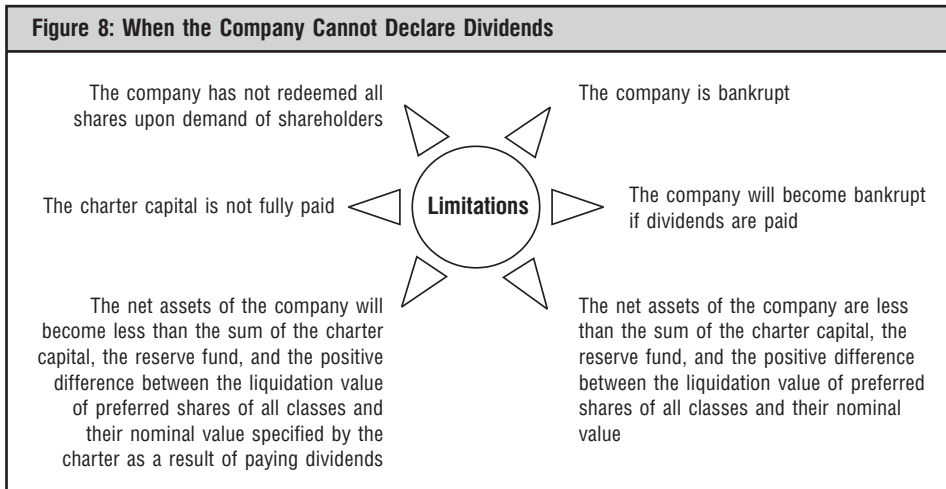 Figure 8: When the Company Cannot Declare Dividends
The company has not redeemed all
shares upon demand of shareholders
The company is bankrupt
The charter capital is not fully paid
Limitations
The company will become bankrupt
if dividends are paid
The net assets of the company will
become less than the sum of the charter
capital, the reserve fund, and the positive
difference between the liquidation value
of preferred shares of all classes and
their nominal value specified by the
charter as a result of paying dividends
The net assets of the company are less
than the sum of the charter capital, the
reserve fund, and the positive difference
between the liquidation value of preferred
shares of all classes and their nominal
value